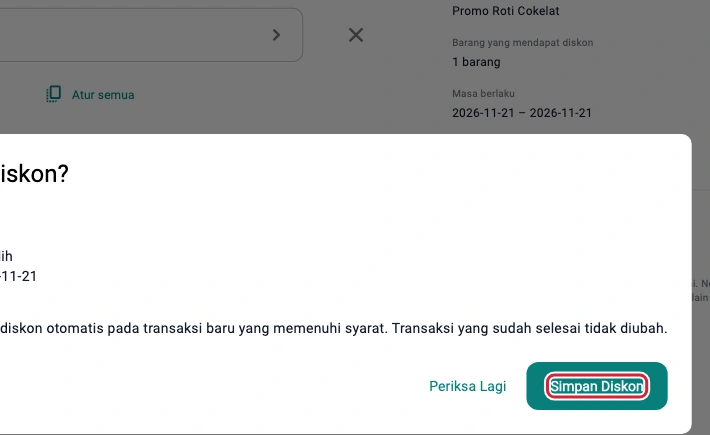 Promo Roti Cokelat
Barang yang mendapat diskon
1 barang
Atur semua
Masa berlaku
2026-11-21 – 2026-11-21
iskon?
ih
-11-21
i. N
lain
diskon otomatis pada transaksi baru yang memenuhi syarat. Transaksi yang sudah selesai tidak diubah.
Periksa Lagi
Simpan Diskon